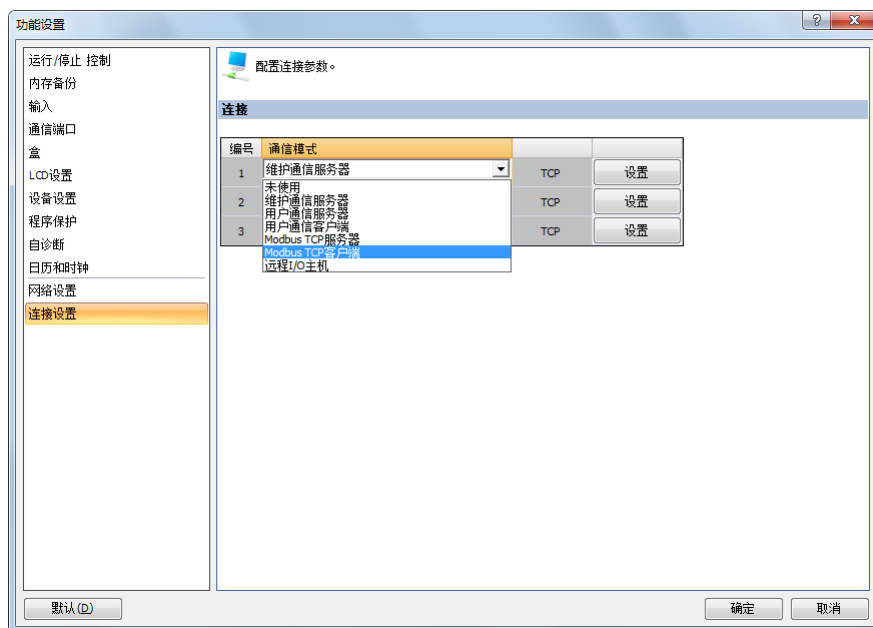 功能设置
运行/停止 控制
内存备份
输入
通信端口
盒
LCD设置
设备设置
程序保护
自诊断
日历和时钟
网络设置
连接设置
配置连接参数。
连接
编号 通信模式
1 维护通信服务器 TCP 设置
2 TCP 设置
3 TCP 设置
未使用
维护通信服务器
用户通信服务器
用户通信客户端
Modbus TCP服务器
Modbus TCP客户端
远程I/O主机
默认(D)
确定
取消